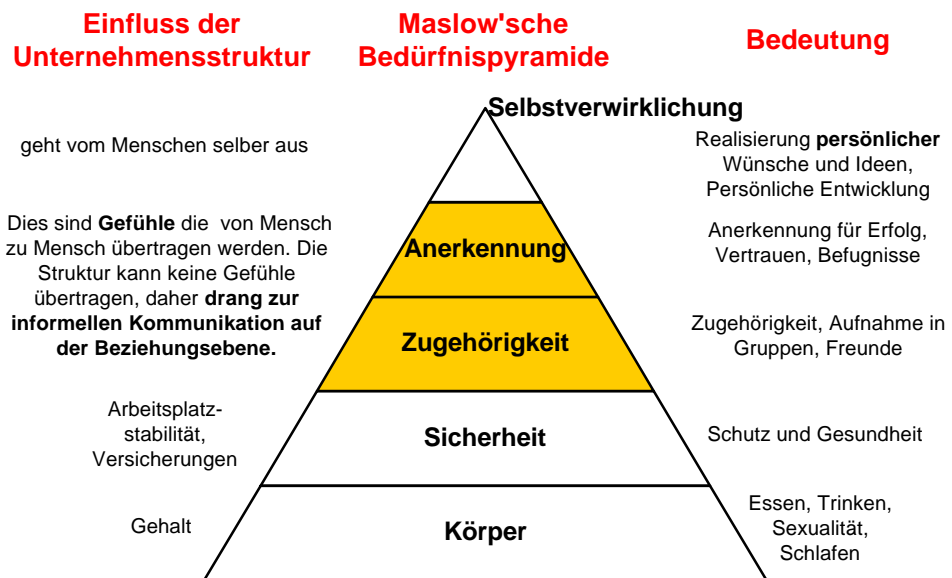 Einfluss der
Unternehmensstruktur
Maslow'sche
Bedürfnispyramide
Bedeutung
Selbstverwirklichung
geht vom Menschen selber aus
Realisierung persönlicher
Wünsche und Ideen,
Persönliche Entwicklung
Dies sind Gefühle die von Mensch
zu Mensch übertragen werden. Die
Struktur kann keine Gefühle
übertragen, daher drang zur
informellen Kommunikation auf
der Beziehungsebene.
Anerkennung
Anerkennung für Erfolg,
Vertrauen, Befugnisse
Zugehörigkeit
Zugehörigkeit, Aufnahme in
Gruppen, Freunde
Arbeitsplatz-
stabilität,
Versicherungen
Sicherheit
Schutz und Gesundheit
Gehalt
Körper
Essen, Trinken,
Sexualität,
Schlafen